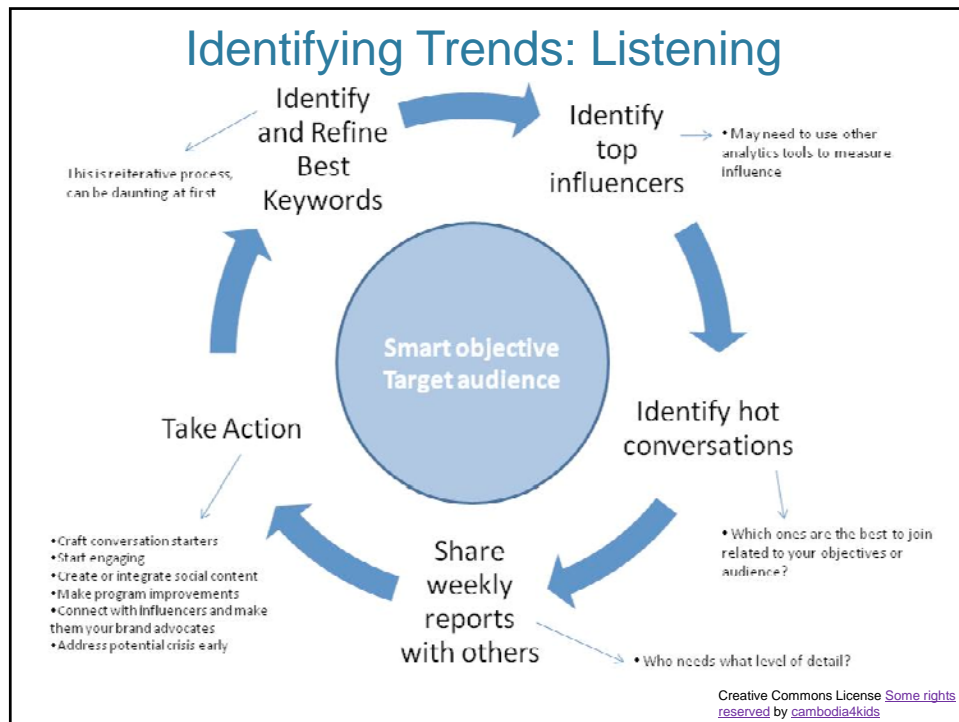 Identifying Trends: Listening
Identify
and Refine
Best
Keywords
This is reiterative process,
can be daunting at first
Identify
top
influencers
• May need to use other
analytics tools to measure
influence
Smart objective
Target audience
Identify hot
conversations
• Which ones are the best to join
related to your objectives or
audience?
Share
weekly
reports
with others
• Who needs what level of detail?
Take Action
•Craft conversation starters
•Start engaging
•Create or integrate social content
•Make program improvements
•Connect with influencers and make
them your brand advocates
•Address potential crisis early
Creative Commons License Some rights
reserved by cambodia4kids